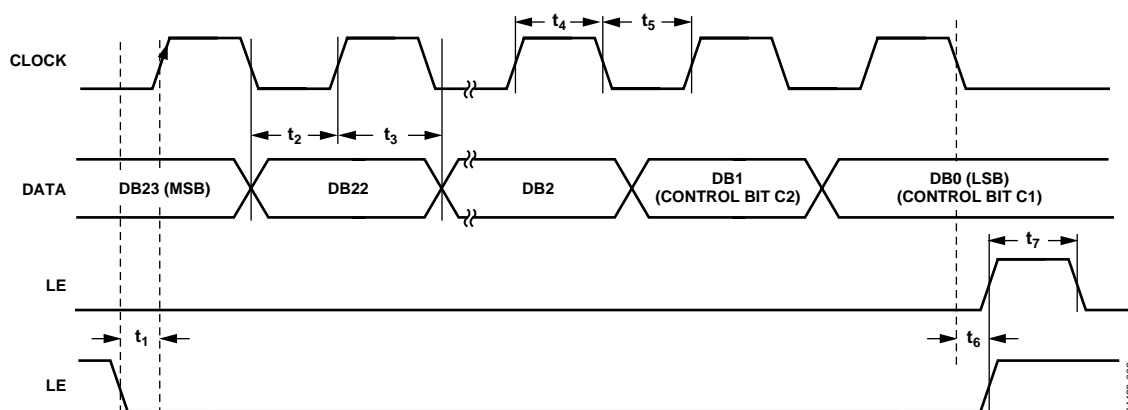 t4 t5
CLOCK
t2 t3
DATA
DB23 (MSB) DB22 DB2 DB1
(CONTROL BIT C2) DB0 (LSB)
(CONTROL BIT C1)
t7
LE
t1 t6
LE